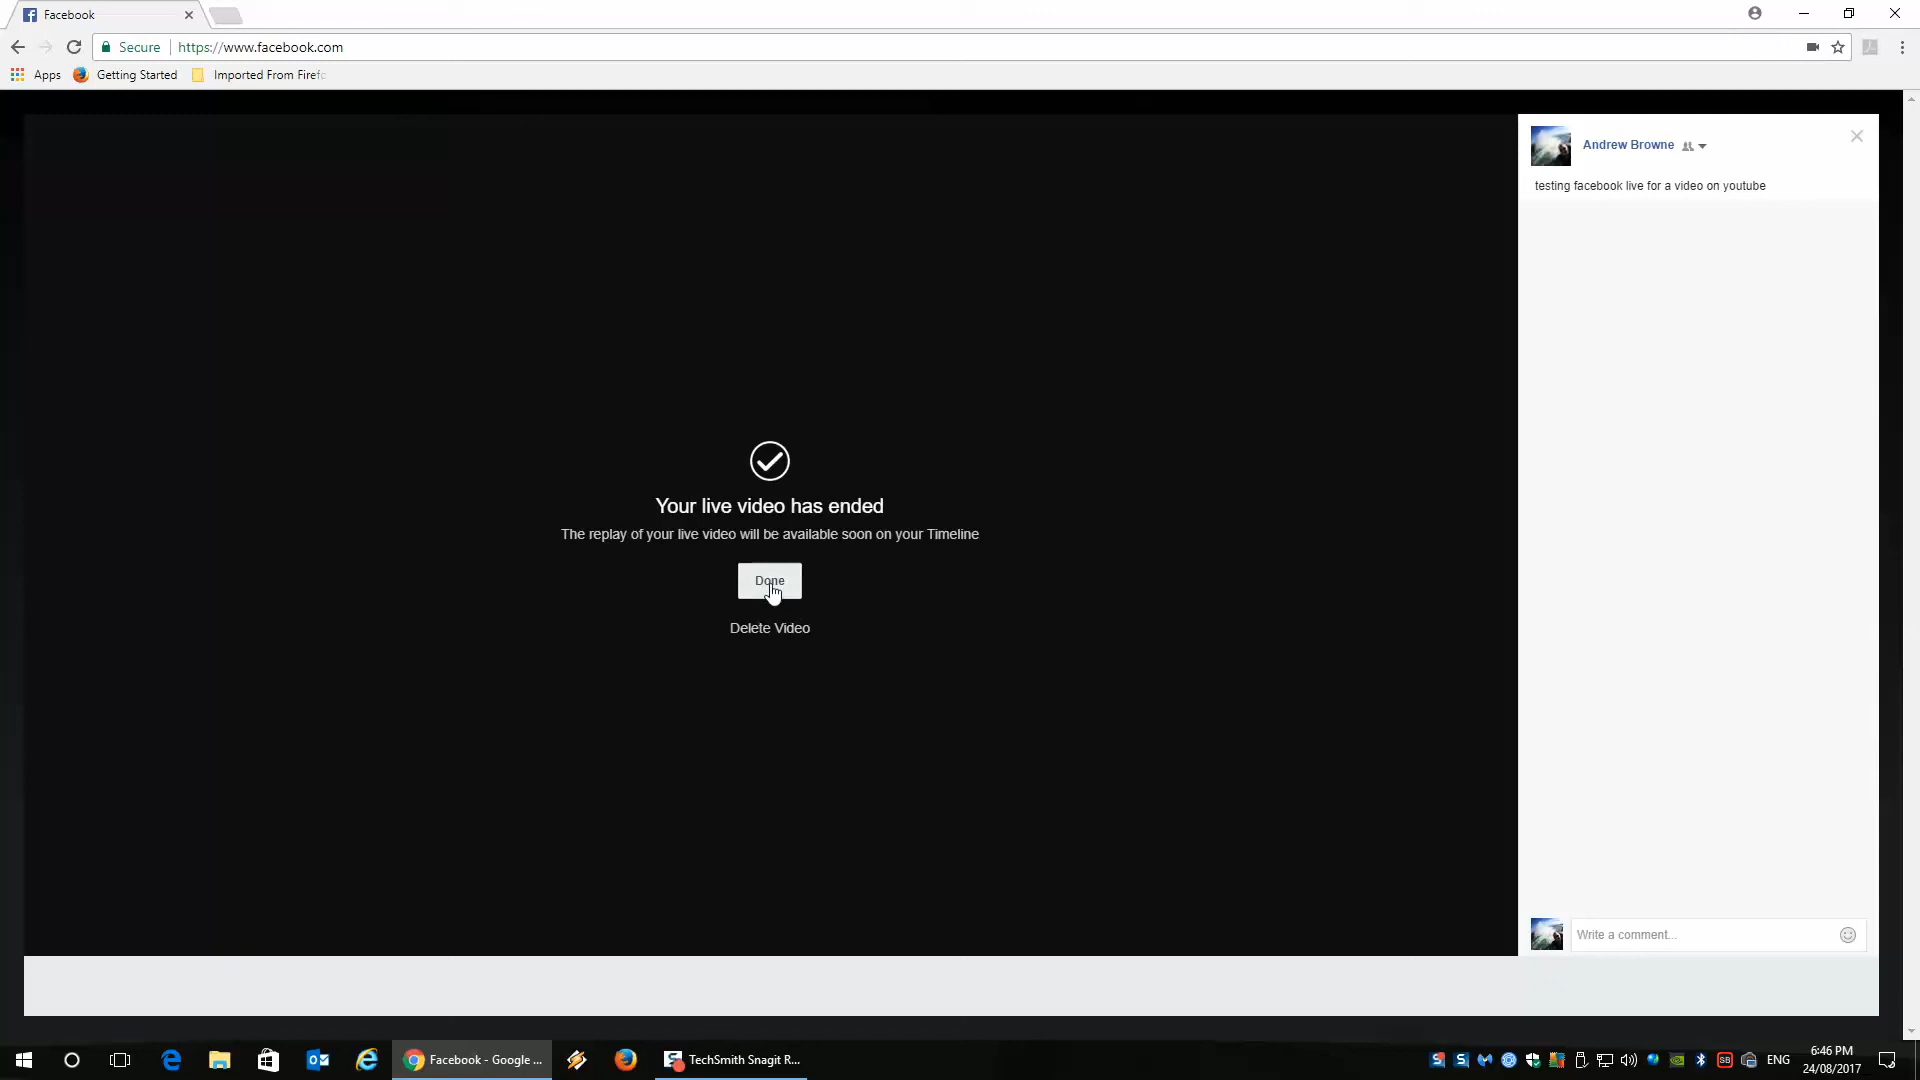 Facebook
Secure
https://www.facebook.com
Apps
Getting Started
Imported From Firefo
Andrew Browne
testing facebook live for a video on youtube
Your live video has ended
The replay of your live video will be available soon on your Timeline
Done
Delete Video
Write a comment...
Facebook - Google ...
TechSmith Snagit R...
ENG
6:46 PM
24/08/2017